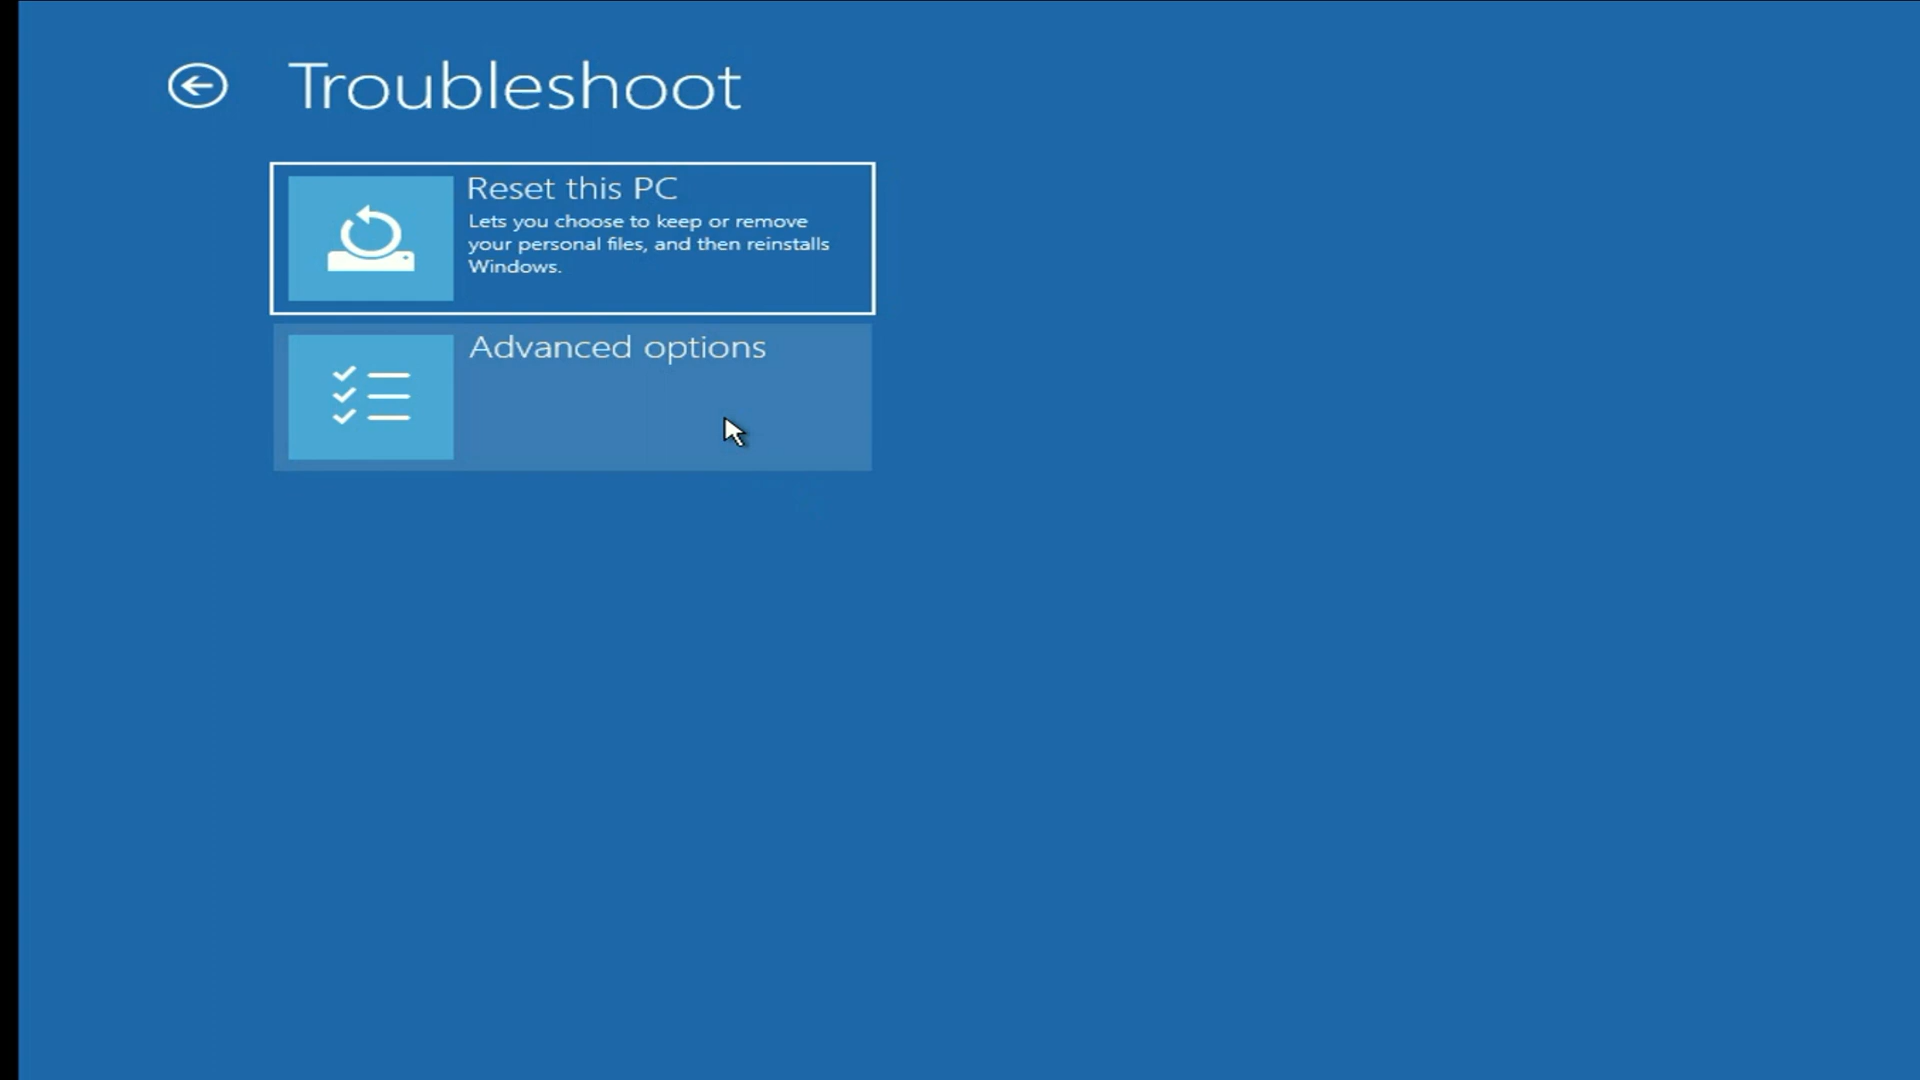 Troubleshoot
Reset this PC
Lets you choose to keep or remove
your personal files, and then reinstalls
Windows.
Advanced options